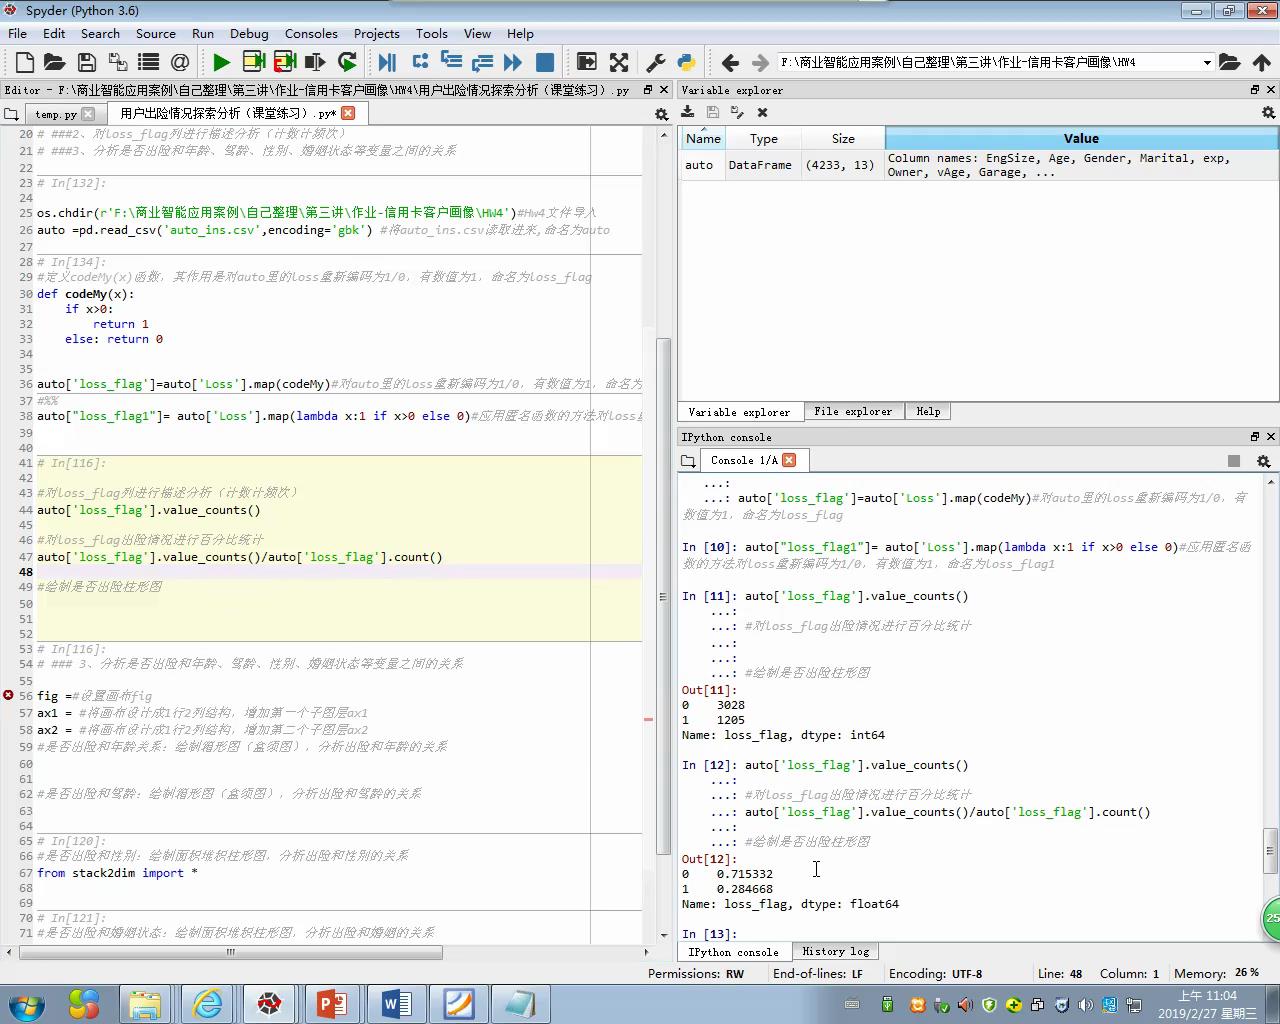 Spyder (Python 3.6)
File Edit Search Source Run Debug Consoles Projects Tools View Help
F:\商业智能应用案例\自己整理\第三讲\作业-信用卡客户画像\HW4
Editor - F:\商业智能应用案例\自己整理\第三讲\作业-信用卡客户画像\HW4\用户出险情况探索分析（课堂练习）.py
temp.py 用户出险情况探索分析（课堂练习）.py*
20 # ###2、对loss_flag列进行描述分析（计数计频次）
21 # ###3、分析是否出险和年龄、驾龄、性别、婚姻状态等变量之间的关系
22
23 # In[132]:
24
25 os.chdir(r'F:\商业智能应用案例\自己整理\第三讲\作业-信用卡客户画像\HW4')#Hw4文件导入
26 auto =pd.read_csv('auto_ins.csv',encoding='gbk') #将auto_ins.csv读取进来,命名为auto
27
28 # In[134]:
29 #定义codeMy(x)函数，其作用是对auto里的loss重新编码为1/0，有数值为1，命名为loss_flag
30 def codeMy(x):
31 if x>0:
32 return 1
33 else: return 0
34
35
36 auto['loss_flag']=auto['Loss'].map(codeMy)#对auto里的loss重新编码为1/0，有数值为1，命名为
37 #%%
38 auto["loss_flag1"]= auto['Loss'].map(lambda x:1 if x>0 else 0)#应用匿名函数的方法对loss
39
40
41 # In[116]:
42
43 #对loss_flag列进行描述分析（计数计频次）
44 auto['loss_flag'].value_counts()
45
46 #对loss_flag出险情况进行百分比统计
47 auto['loss_flag'].value_counts()/auto['loss_flag'].count()
48
49 #绘制是否出险柱形图
50
51
52
53 # In[116]:
54 # ### 3、分析是否出险和年龄、驾龄、性别、婚姻状态等变量之间的关系
55
56 fig =#设置画布fig
57 ax1 = #将画布设计成1行2列结构，增加第一个子图层ax1
58 ax2 = #将画布设计成1行2列结构，增加第二个子图层ax2
59 #是否出险和年龄关系：绘制箱形图（盒须图），分析出险和年龄的关系
60
61
62 #是否出险和驾龄：绘制箱形图（盒须图），分析出险和驾龄的关系
63
64
65 # In[120]:
66 #是否出险和性别：绘制面积堆积柱形图，分析出险和性别的关系
67 from stack2dim import *
68
69
70 # In[121]:
71 #是否出险和婚姻状态：绘制面积堆积柱形图，分析出险和婚姻的关系
Variable explorer
Name Type Size Value
auto DataFrame (4233, 13) Column names: EngSize, Age, Gender, Marital, exp,
Owner, vAge, Garage, ...
Variable explorer File explorer Help
IPython console
Console 1/A
...:
...: auto['loss_flag']=auto['Loss'].map(codeMy)#对auto里的loss重新编码为1/0，有
数值为1，命名为loss_flag
In [10]: auto["loss_flag1"]= auto['Loss'].map(lambda x:1 if x>0 else 0)#应用匿名函
数的方法对loss重新编码为1/0，有数值为1，命名为loss_flag1
In [11]: auto['loss_flag'].value_counts()
...:
...: #对loss_flag出险情况进行百分比统计
...:
...:
...: #绘制是否出险柱形图
Out[11]:
0 3028
1 1205
Name: loss_flag, dtype: int64
In [12]: auto['loss_flag'].value_counts()
...:
...: #对loss_flag出险情况进行百分比统计
...: auto['loss_flag'].value_counts()/auto['loss_flag'].count()
...:
...: #绘制是否出险柱形图
Out[12]:
0 0.715332
1 0.284668
Name: loss_flag, dtype: float64
In [13]:
IPython console History log
Permissions: RW End-of-lines: LF Encoding: UTF-8 Line: 48 Column: 1 Memory: 26 %
25
上午 11:04
2019/2/27 星期三